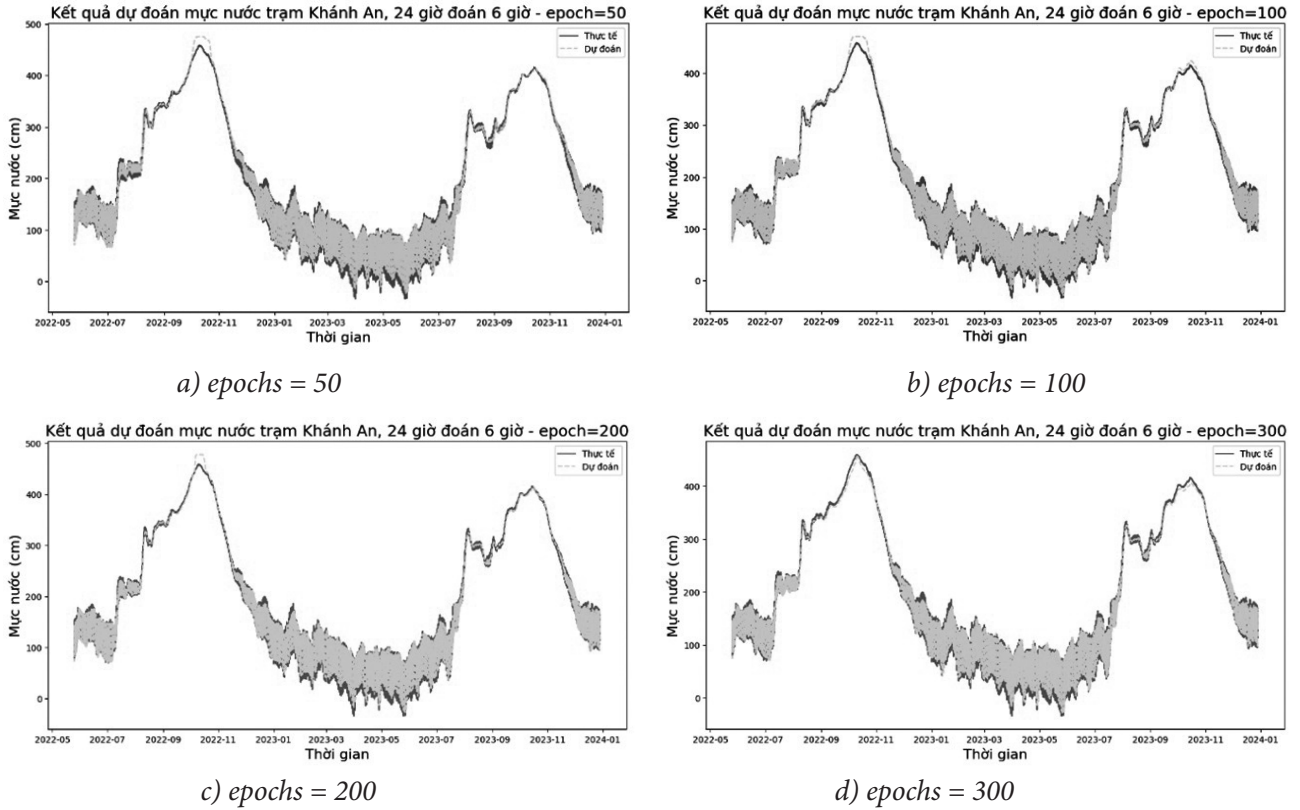 Kết quả dự đoán mực nước trạm Khánh An, 24 giờ đoán 6 giờ - epoch=50
500
400
300
200
100
0
Mực nước (cm)
Thực tế
Dự đoán
2022-05 2022-07 2022-09 2022-11 2023-01 2023-03 2023-05 2023-07 2023-09 2023-11 2024-01
Thời gian
a) epochs = 50
Kết quả dự đoán mực nước trạm Khánh An, 24 giờ đoán 6 giờ - epoch=100
500
400
300
200
100
0
Mực nước (cm)
Thực tế
Dự đoán
2022-05 2022-07 2022-09 2022-11 2023-01 2023-03 2023-05 2023-07 2023-09 2023-11 2024-01
Thời gian
b) epochs = 100
Kết quả dự đoán mực nước trạm Khánh An, 24 giờ đoán 6 giờ - epoch=200
500
400
300
200
100
0
Mực nước (cm)
Thực tế
Dự đoán
2022-05 2022-07 2022-09 2022-11 2023-01 2023-03 2023-05 2023-07 2023-09 2023-11 2024-01
Thời gian
c) epochs = 200
Kết quả dự đoán mực nước trạm Khánh An, 24 giờ đoán 6 giờ - epoch=300
400
300
200
100
0
Mực nước (cm)
Thực tế
Dự đoán
2022-05 2022-07 2022-09 2022-11 2023-01 2023-03 2023-05 2023-07 2023-09 2023-11 2024-01
Thời gian
d) epochs = 300